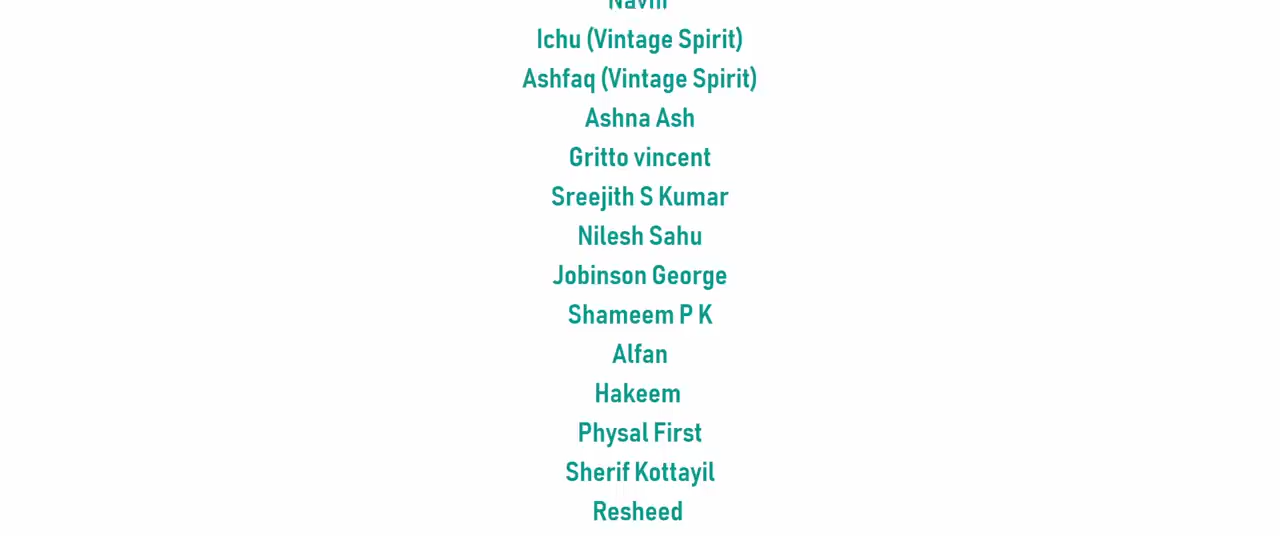 Navin
Ichu (Vintage Spirit)
Ashfaq (Vintage Spirit)
Ashna Ash
Gritto vincent
Sreejith S Kumar
Nilesh Sahu
Jobinson George
Shameem P K
Alfan
Hakeem
Physal First
Sherif Kottayil
Resheed